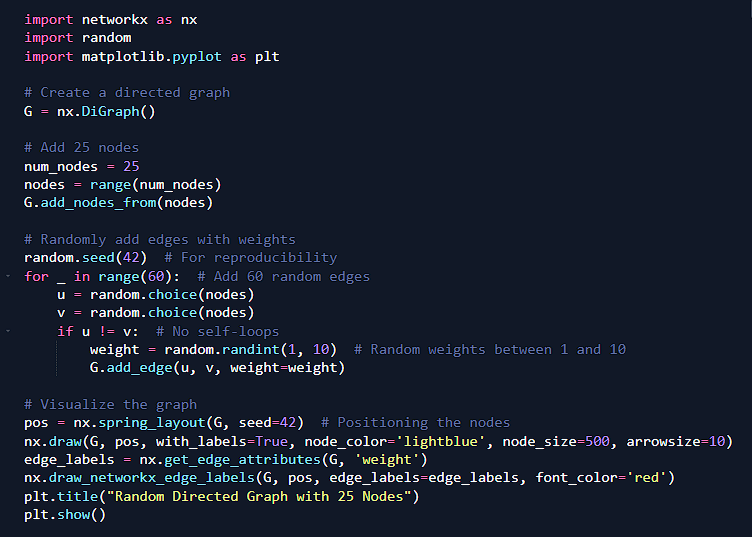 import networkx as nx
import random
import matplotlib.pyplot as plt

# Create a directed graph
G = nx.DiGraph()

# Add 25 nodes
num_nodes = 25
nodes = range(num_nodes)
G.add_nodes_from(nodes)

# Randomly add edges with weights
random.seed(42)  # For reproducibility
for _ in range(60):  # Add 60 random edges
    u = random.choice(nodes)
    v = random.choice(nodes)
    if u != v:  # No self-loops
        weight = random.randint(1, 10)  # Random weights between 1 and 10
        G.add_edge(u, v, weight=weight)

# Visualize the graph
pos = nx.spring_layout(G, seed=42)  # Positioning the nodes
nx.draw(G, pos, with_labels=True, node_color='lightblue', node_size=500, arrowsize=10)
edge_labels = nx.get_edge_attributes(G, 'weight')
nx.draw_networkx_edge_labels(G, pos, edge_labels=edge_labels, font_color='red')
plt.title("Random Directed Graph with 25 Nodes")
plt.show()